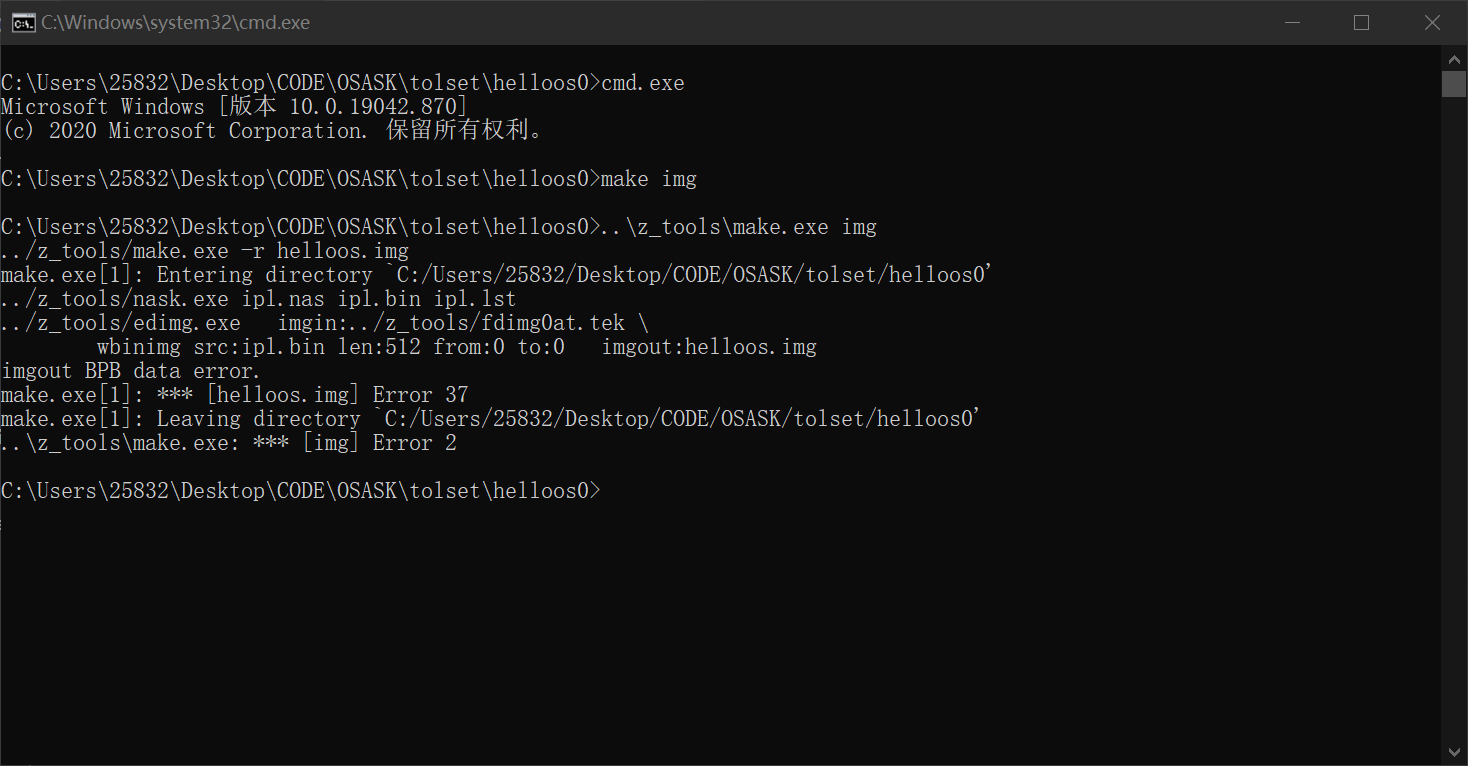 C:\Windows\system32\cmd.exe
C:\Users\25832\Desktop\CODE\OSASK\tolset\helloos0>cmd.exe
Microsoft Windows [版本 10.0.19042.870]
(c) 2020 Microsoft Corporation. 保留所有权利。
C:\Users\25832\Desktop\CODE\OSASK\tolset\helloos0>make img
C:\Users\25832\Desktop\CODE\OSASK\tolset\helloos0>..\z_tools\make.exe img
../z_tools/make.exe -r helloos.img
make.exe[1]: Entering directory `C:/Users/25832/Desktop/CODE/OSASK/tolset/helloos0'
../z_tools/nask.exe ipl.nas ipl.bin ipl.lst
../z_tools/edimg.exe   imgin:../z_tools/fdimg0at.tek \
        wbinimg src:ipl.bin len:512 from:0 to:0   imgout:helloos.img
imgout BPB data error.
make.exe[1]: *** [helloos.img] Error 37
make.exe[1]: Leaving directory `C:/Users/25832/Desktop/CODE/OSASK/tolset/helloos0'
..\z_tools\make.exe: *** [img] Error 2
C:\Users\25832\Desktop\CODE\OSASK\tolset\helloos0>